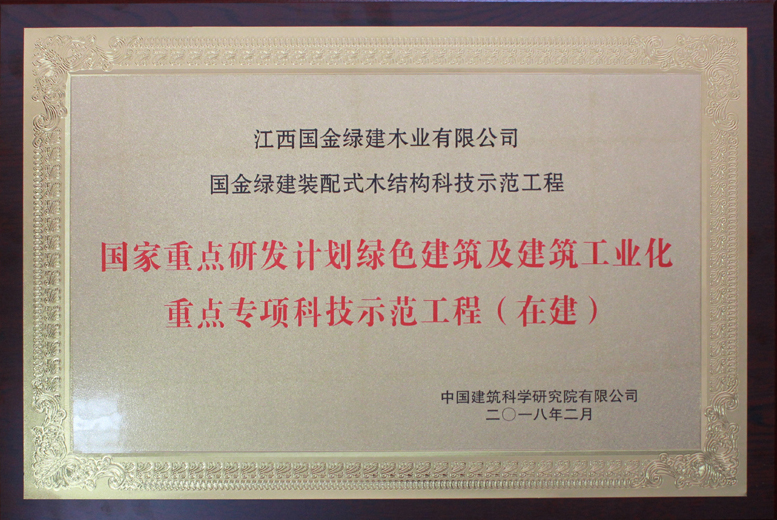 江西国金绿建木业有限公司
国金绿建装配式木结构科技示范工程
国家重点研发计划绿色建筑及建筑工业化
重点专项科技示范工程（在建）
中国建筑科学研究院有限公司
二〇一八年二月